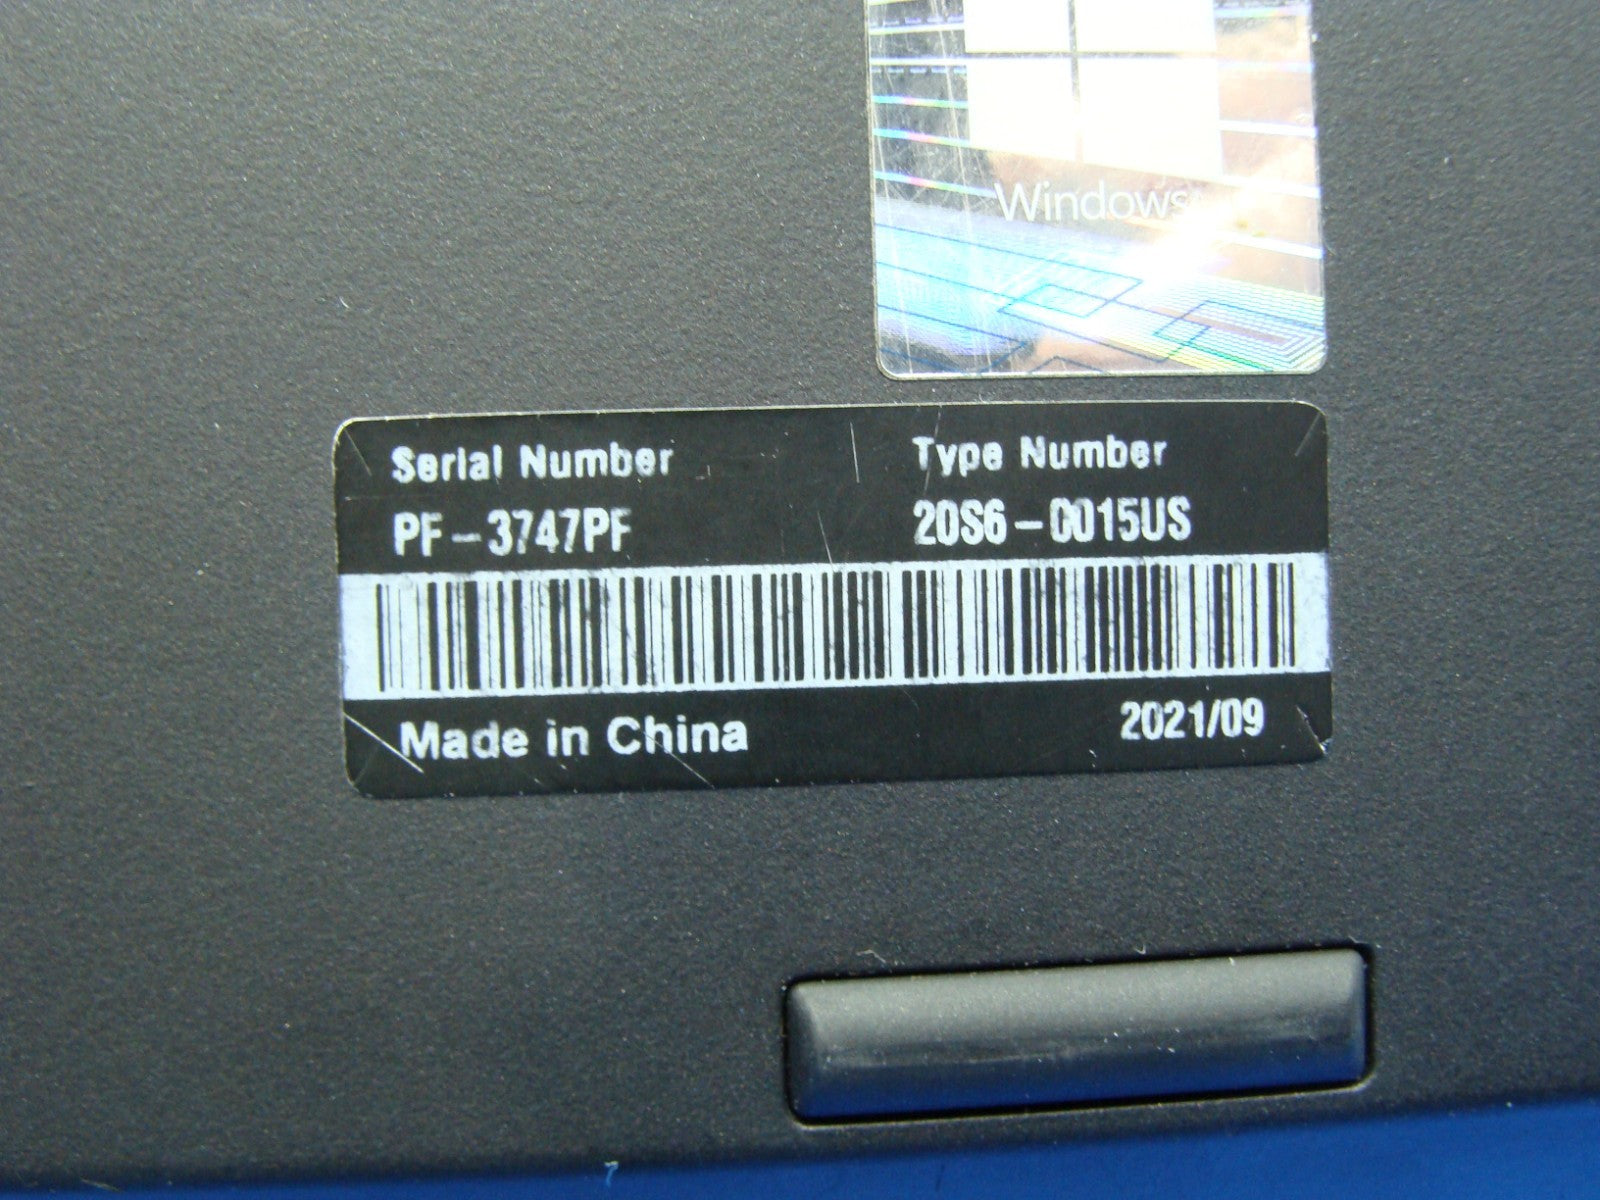 Windows
Serial Number Type Number
PF-3747PF 20S6-0015US
Made in China 2021/09